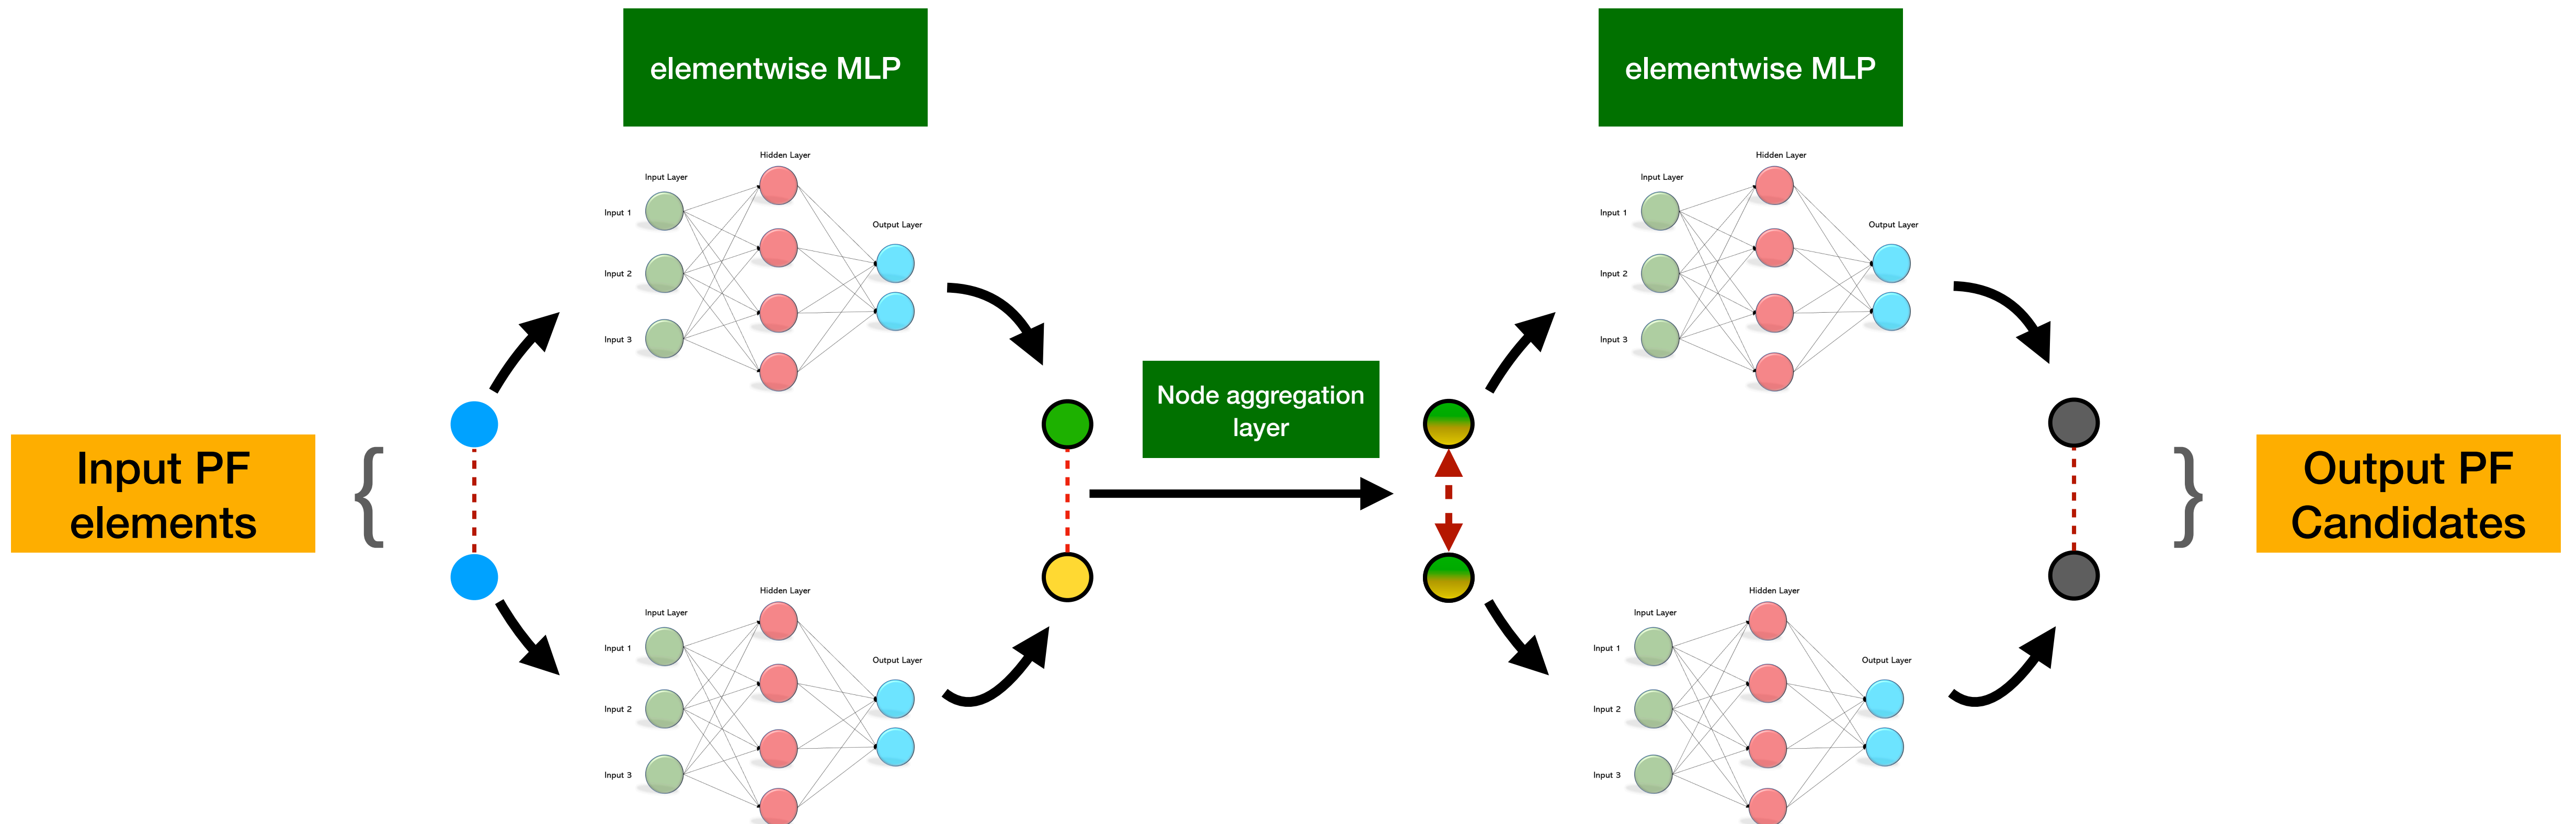 elementwise MLP
elementwise MLP
Hidden Layer
Input Layer
Input 1
Output Layer
Input 2
Input 3
Hidden Layer
Input Layer
Input 1
Output Layer
Input 2
Input 3
Node aggregation
layer
Input PF
elements
Output PF
Candidates
Hidden Layer
Input Layer
Input 1
Output Layer
Input 2
Input 3
Hidden Layer
Input Layer
Input 1
Output Layer
Input 2
Input 3